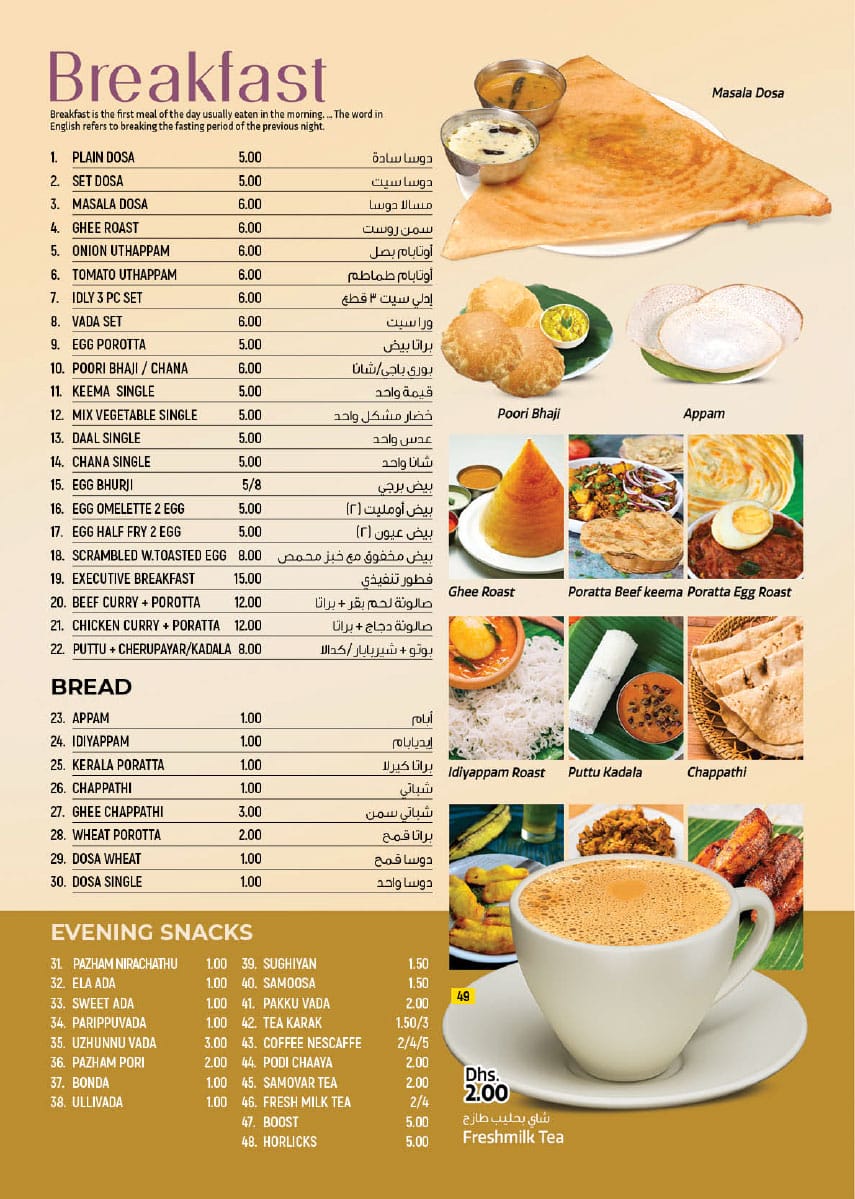 Breakfast
Breakfast is the first meal of the day usually eaten in the morning. ... The word in
English refers to breaking the fasting period of the previous night.
1. PLAIN DOSA 5.00 دوسا سادة
2. SET DOSA 5.00 دوسا سيت
3. MASALA DOSA 6.00 مسالا دوسا
4. GHEE ROAST 6.00 سمن روست
5. ONION UTHAPPAM 6.00 أوتابام بصل
6. TOMATO UTHAPPAM 6.00 أوتابام طماطم
7. IDLY 3 PC SET 6.00 إدلي سيت ٣ قطع
8. VADA SET 6.00 ورا سيت
9. EGG POROTTA 5.00 براتا بيض
10. POORI BHAJI / CHANA 6.00 بوري باجي/شانا
11. KEEMA SINGLE 5.00 قيمة واحد
12. MIX VEGETABLE SINGLE 5.00 خضار مشكل واحد
13. DAAL SINGLE 5.00 عدس واحد
14. CHANA SINGLE 5.00 شانا واحد
15. EGG BHURJI 5/8 بيض برجي
16. EGG OMELETTE 2 EGG 5.00 بيض أومليت (٢)
17. EGG HALF FRY 2 EGG 5.00 بيض عيون (٢)
18. SCRAMBLED W.TOASTED EGG 8.00 بيض مخفوق مع خبز محمص
19. EXECUTIVE BREAKFAST 15.00 فطور تنفيذي
20. BEEF CURRY + POROTTA 12.00 صالونة لحم بقر + براتا
21. CHICKEN CURRY + PORATTA 12.00 صالونة دجاج + براتا
22. PUTTU + CHERUPAYAR/KADALA 8.00 بوتو + شيربايار /كدالا
BREAD
23. APPAM 1.00 أبام
24. IDIYAPPAM 1.00 إيديابام
25. KERALA PORATTA 1.00 براتا كيرلا
26. CHAPPATHI 1.00 شباتي
27. GHEE CHAPPATHI 3.00 شباتي سمن
28. WHEAT POROTTA 2.00 براتا قمح
29. DOSA WHEAT 1.00 دوسا قمح
30. DOSA SINGLE 1.00 دوسا واحد
EVENING SNACKS
31. PAZHAM NIRACHATHU 1.00
32. ELA ADA 1.00
33. SWEET ADA 1.00
34. PARIPPUVADA 1.00
35. UZHUNNU VADA 3.00
36. PAZHAM PORI 2.00
37. BONDA 1.00
38. ULLIVADA 1.00
39. SUGHIYAN 1.50
40. SAMOOSA 1.50
41. PAKKU VADA 2.00
42. TEA KARAK 1.50/3
43. COFFEE NESCAFFE 2/4/5
44. PODI CHAAYA 2.00
45. SAMOVAR TEA 2.00
46. FRESH MILK TEA 2/4
47. BOOST 5.00
48. HORLICKS 5.00
Masala Dosa
Poori Bhaji
Appam
Ghee Roast
Poratta Beef keema
Poratta Egg Roast
Idiyappam Roast
Puttu Kadala
Chappathi
49
Dhs.
2.00
شاي بحليب طازج
Freshmilk Tea